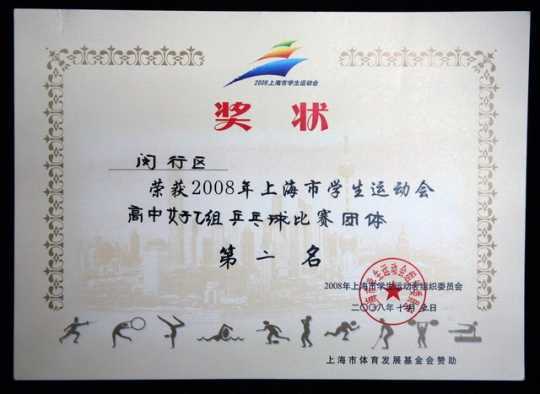 2008上海市学生运动会
奖 状
闵行区
荣获2008年上海市学生运动会
高中女子乙组乒乓球比赛团体
第二名
2008年上海市学生运动会组织委员会
二〇〇八年十月 日
上海市体育发展基金会赞助